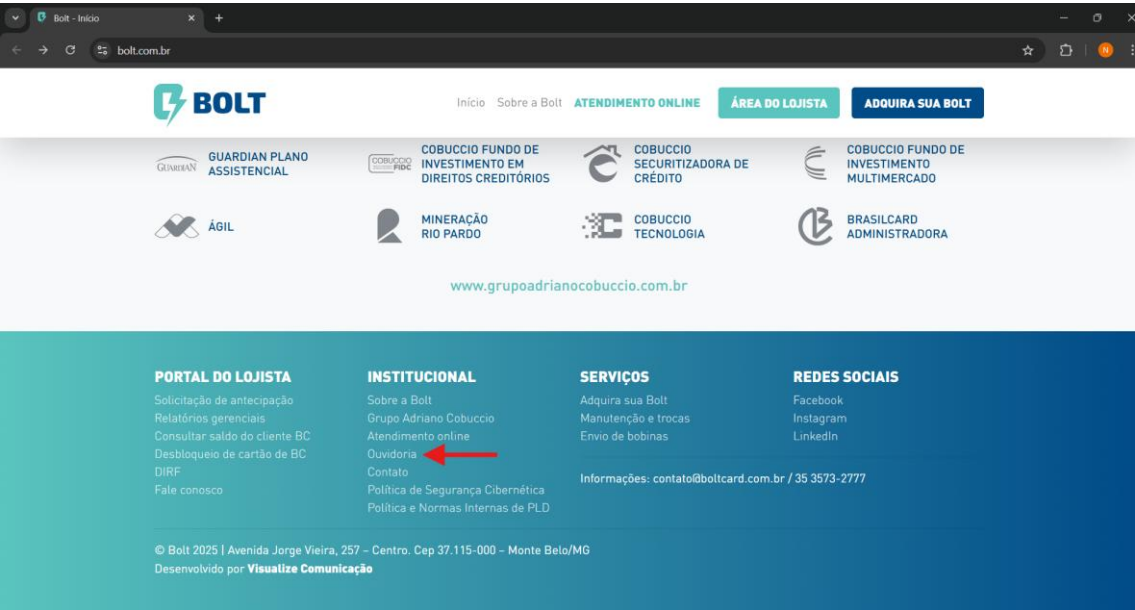 Bolt - Início
bolt.com.br
N
BOLT
Início Sobre a Bolt ATENDIMENTO ONLINE ÁREA DO LOJISTA ADQUIRA SUA BOLT
GUARDIAN
GUARDIAN PLANO
ASSISTENCIAL
COBUCCIO
FIDC
COBUCCIO FUNDO DE
INVESTIMENTO EM
DIREITOS CREDITÓRIOS
COBUCCIO
SECURITIZADORA DE
CRÉDITO
COBUCCIO FUNDO DE
INVESTIMENTO
MULTIMERCADO
ÁGIL
MINERAÇÃO
RIO PARDO
COBUCCIO
TECNOLOGIA
BRASILCARD
ADMINISTRADORA
www.grupoadrianocobuccio.com.br
PORTAL DO LOJISTA
Solicitação de antecipação
Relatórios gerenciais
Consultar saldo do cliente BC
Desbloqueio de cartão de BC
DIRF
Fale conosco
INSTITUCIONAL
Sobre a Bolt
Grupo Adriano Cobuccio
Atendimento online
Ouvidoria
Contato
Política de Segurança Cibernética
Política e Normas Internas de PLD
SERVIÇOS
Adquira sua Bolt
Manutenção e trocas
Envio de bobinas
REDES SOCIAIS
Facebook
Instagram
LinkedIn
Informações: contato@boltcard.com.br / 35 3573-2777
© Bolt 2025 | Avenida Jorge Vieira, 257 – Centro. Cep 37.115-000 – Monte Belo/MG
Desenvolvido por Visualize Comunicação